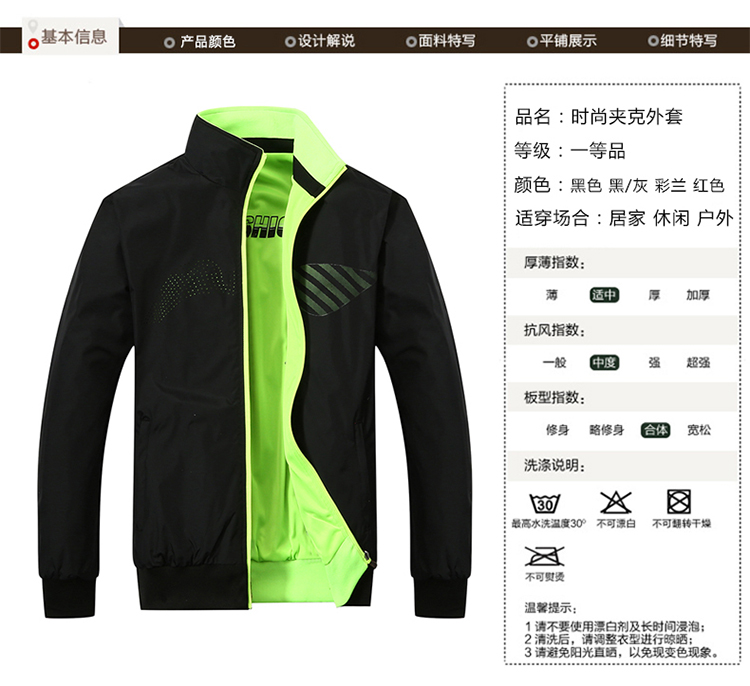 基本信息
产品颜色
设计解说
面料特写
平铺展示
细节特写
品名：时尚夹克外套
等级：一等品
颜色：黑色 黑/灰 彩兰 红色
适穿场合：居家 休闲 户外
厚薄指数：
薄 适中 厚 加厚
抗风指数：
一般 中度 强 超强
板型指数：
修身 略修身 合体 宽松
洗涤说明：
30
最高水洗温度30° 不可漂白 不可翻转干燥
不可熨烫
温馨提示：
1 请不要使用漂白剂及长时间浸泡；
2 清洗后，请调整衣型进行晾晒；
3 请避免阳光直晒，以免变色现象。